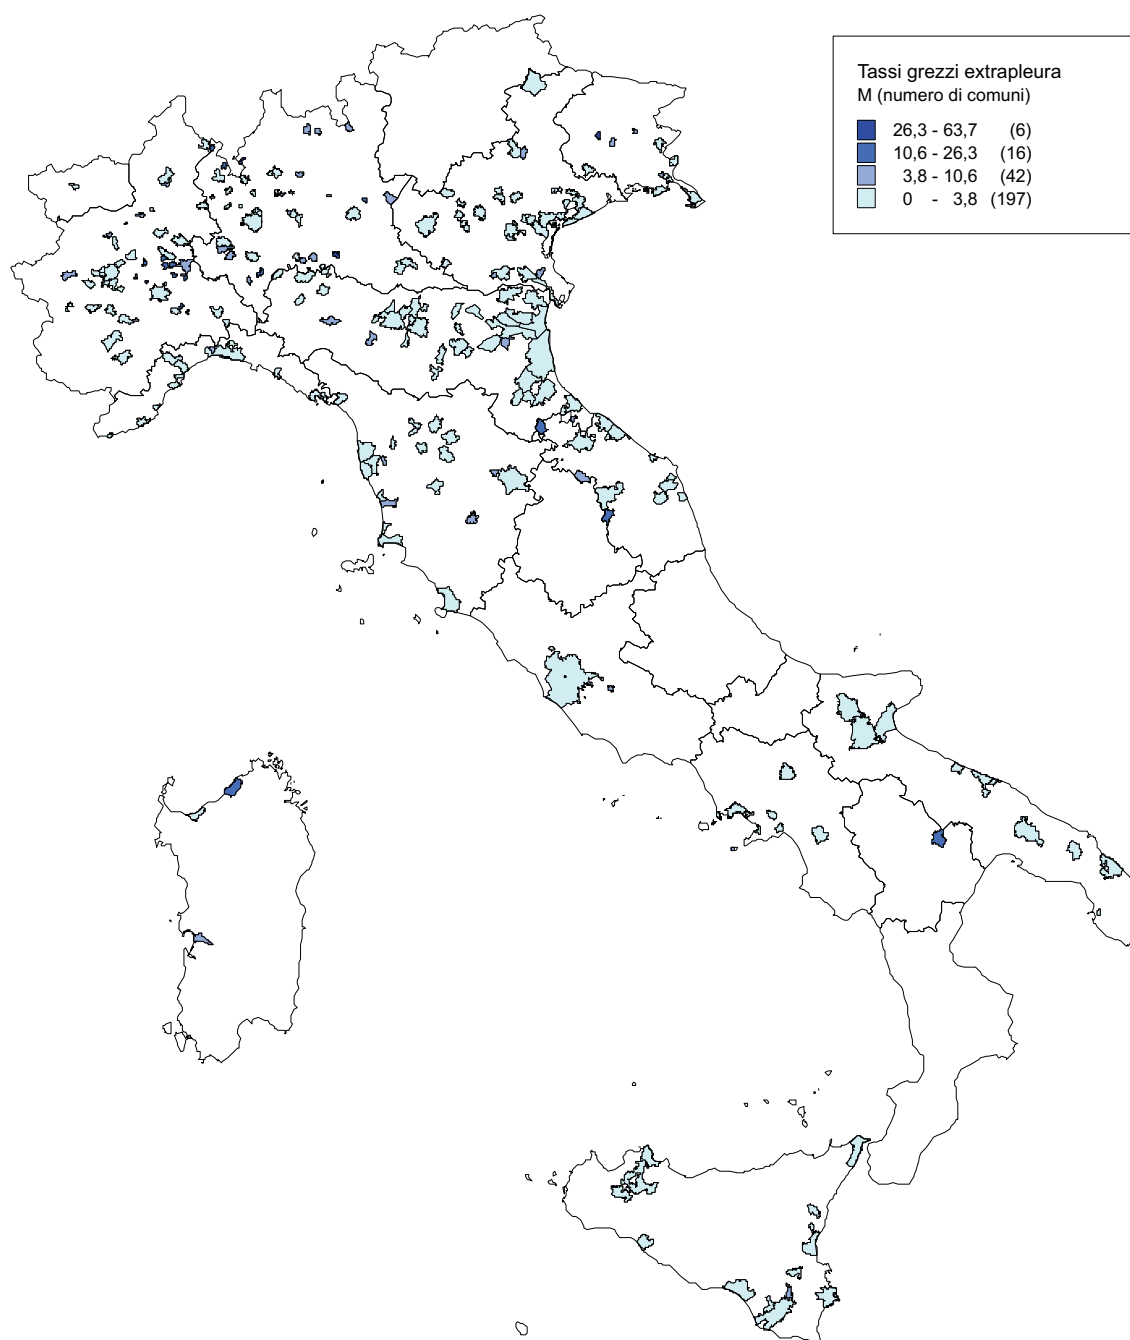 Tassi grezzi extrapleura
M (numero di comuni)
26,3 - 63,7 (6)
10,6 - 26,3 (16)
3,8 - 10,6 (42)
0 - 3,8 (197)